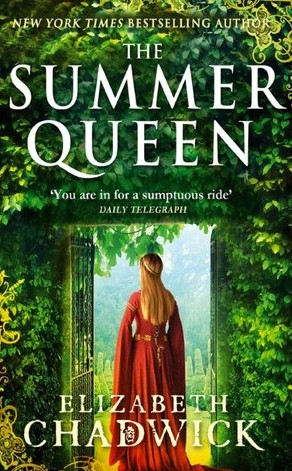 NEW YORK TIMES BESTSELLING AUTHOR
THE
SUMMER
QUEEN
'You are in for a sumptuous ride'
DAILY TELEGRAPH
ELIZABETH
CHADWICK